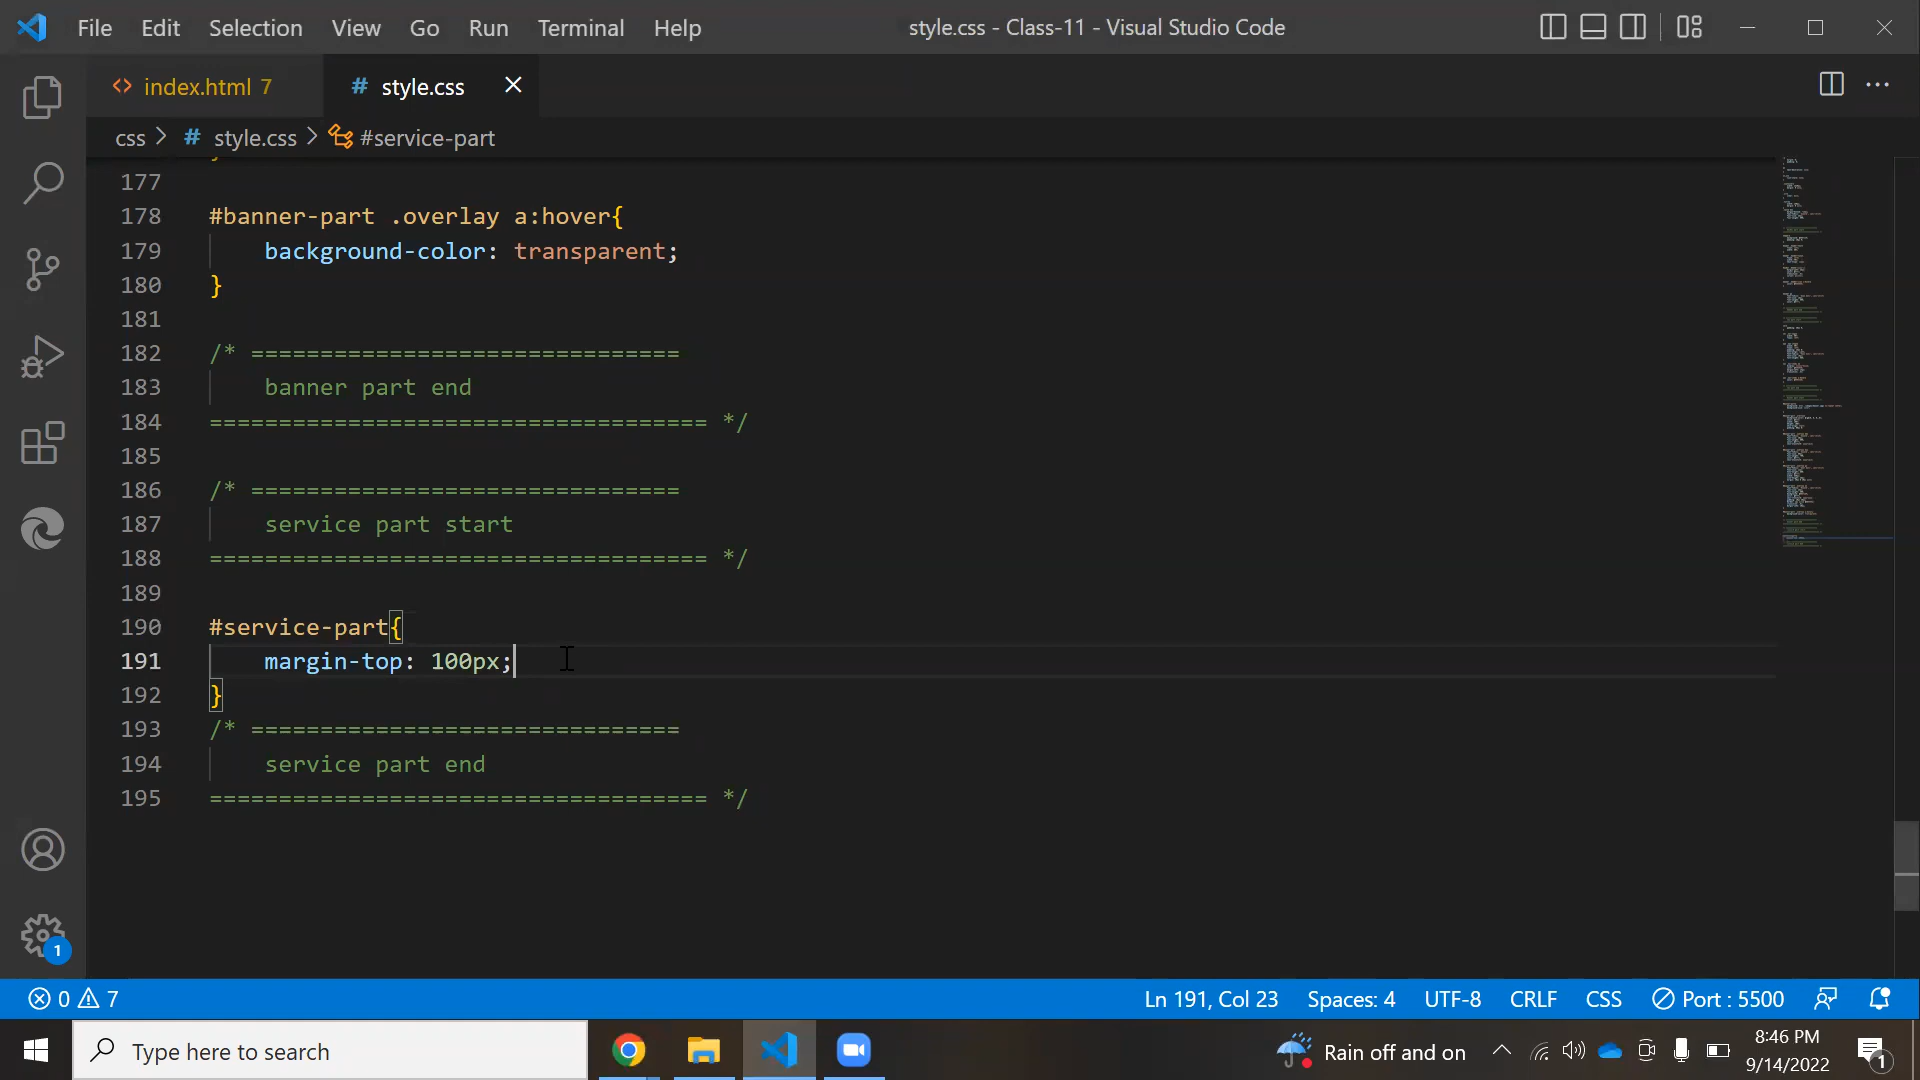 File Edit Selection View Go Run Terminal Help style.css - Class-11 - Visual Studio Code
index.html 7 # style.css
css > # style.css > #service-part
177
178 #banner-part .overlay a:hover{
179 background-color: transparent;
180 }
181
182 /* ===============================
183 banner part end
184 ==================================== */
185
186 /* ===============================
187 service part start
188 ==================================== */
189
190 #service-part{
191 margin-top: 100px;
192 }
193 /* ===============================
194 service part end
195 ==================================== */
1
0 7 Ln 191, Col 23 Spaces: 4 UTF-8 CRLF CSS Port : 5500
Type here to search Rain off and on 8:46 PM
9/14/2022 1